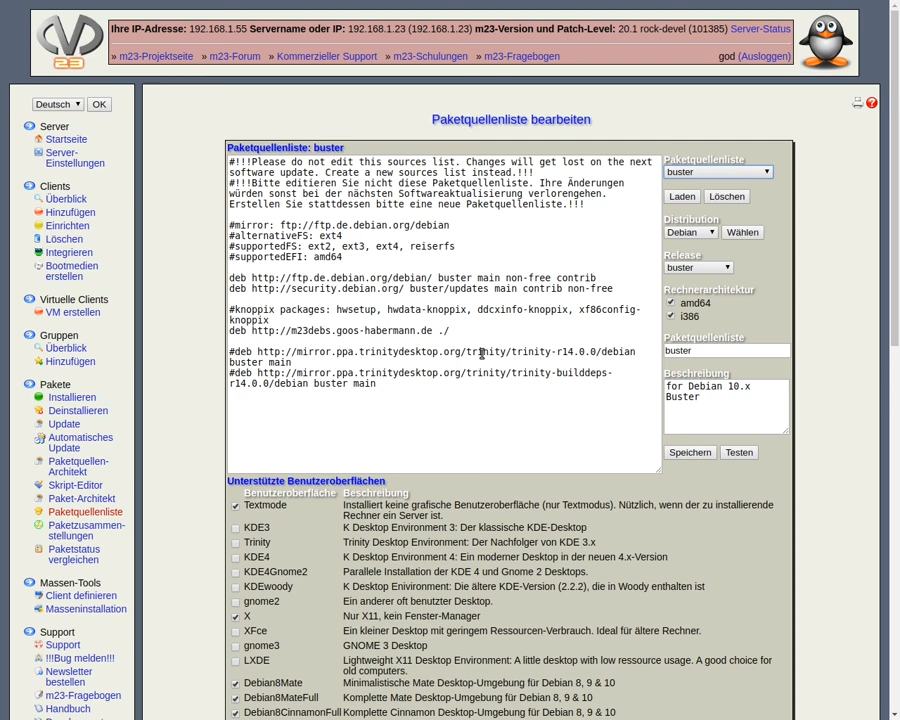 Ihre IP-Adresse: 192.168.1.55 Servername oder IP: 192.168.1.23 (192.168.1.23) m23-Version und Patch-Level: 20.1 rock-devel (101385) Server-Status
» m23-Projektseite » m23-Forum » Kommerzieller Support » m23-Schulungen » m23-Fragebogen god (Ausloggen)
23
Deutsch OK
Server
Startseite
Server-
Einstellungen
Clients
Überblick
Hinzufügen
Einrichten
Löschen
Integrieren
Bootmedien
erstellen
Virtuelle Clients
VM erstellen
Gruppen
Überblick
Hinzufügen
Pakete
Installieren
Deinstallieren
Update
Automatisches
Update
Paketquellen-
Architekt
Skript-Editor
Paket-Architekt
Paketquellenliste
Paketzusammen-
stellungen
Paketstatus
vergleichen
Massen-Tools
Client definieren
Masseninstallation
Support
Support
!!!Bug melden!!!
Newsletter
bestellen
m23-Fragebogen
Handbuch
Paketquellenliste bearbeiten
Paketquellenliste: buster
#!!!Please do not edit this sources list. Changes will get lost on the next
software update. Create a new sources list instead.!!!
#!!!Bitte editieren Sie nicht diese Paketquellenliste. Ihre Änderungen
würden sonst bei der nächsten Softwareaktualisierung verlorengehen.
Erstellen Sie stattdessen bitte eine neue Paketquellenliste.!!!
#mirror: ftp://ftp.de.debian.org/debian
#alternativeFS: ext4
#supportedFS: ext2, ext3, ext4, reiserfs
#supportedEFI: amd64
deb http://ftp.de.debian.org/debian/ buster main non-free contrib
deb http://security.debian.org/ buster/updates main contrib non-free
#knoppix packages: hwsetup, hwdata-knoppix, ddcxinfo-knoppix, xf86config-
knoppix
deb http://m23debs.goos-habermann.de ./
#deb http://mirror.ppa.trinitydesktop.org/trinity/trinity-r14.0.0/debian
buster main
#deb http://mirror.ppa.trinitydesktop.org/trinity/trinity-builddeps-
r14.0.0/debian buster main
Paketquellenliste
buster
Laden Löschen
Distribution
Debian Wählen
Release
buster
Rechnerarchitektur
amd64
i386
Paketquellenliste
buster
Beschreibung
for Debian 10.x
Buster
Speichern Testen
Unterstützte Benutzeroberflächen
Benutzeroberfläche Beschreibung
Textmode Installiert keine grafische Benutzeroberfläche (nur Textmodus). Nützlich, wenn der zu installierende
Rechner ein Server ist.
KDE3 K Desktop Environment 3: Der klassische KDE-Desktop
Trinity Trinity Desktop Environment: Der Nachfolger von KDE 3.x
KDE4 K Desktop Enivironment 4: Ein moderner Desktop in der neuen 4.x-Version
KDE4Gnome2 Parallele Installation der KDE 4 und Gnome 2 Desktops.
KDEwoody K Desktop Enivironment: Die ältere KDE-Version (2.2.2), die in Woody enthalten ist
gnome2 Ein anderer oft benutzter Desktop.
X Nur X11, kein Fenster-Manager
XFce Ein kleiner Desktop mit geringem Ressourcen-Verbrauch. Ideal für ältere Rechner.
gnome3 GNOME 3 Desktop
LXDE Lightweight X11 Desktop Environment: A little desktop with low ressource usage. A good choice for
old computers.
Debian8Mate Minimalistische Mate Desktop-Umgebung für Debian 8, 9 & 10
Debian8MateFull Komplette Mate Desktop-Umgebung für Debian 8, 9 & 10
Debian8CinnamonFull Komplette Cinnamon Desktop-Umgebung für Debian 8, 9 & 10